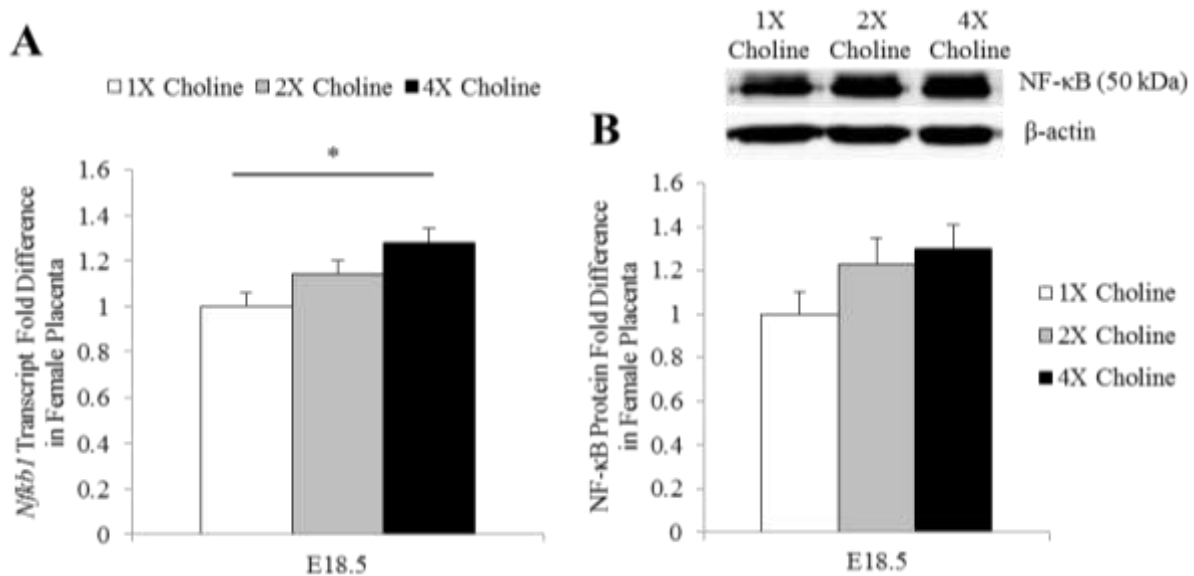 A
1X Choline 2X Choline 4X Choline
*
Nfkb1 Transcript Fold Difference
in Female Placenta
1.6
1.4
1.2
1
0.8
0.6
0.4
0.2
0
E18.5
1X
Choline
2X
Choline
4X
Choline
NF-κB (50 kDa)
β-actin
B
NF-κB Protein Fold Difference
in Female Placenta
1.6
1.4
1.2
1
0.8
0.6
0.4
0.2
0
E18.5
1X Choline
2X Choline
4X Choline